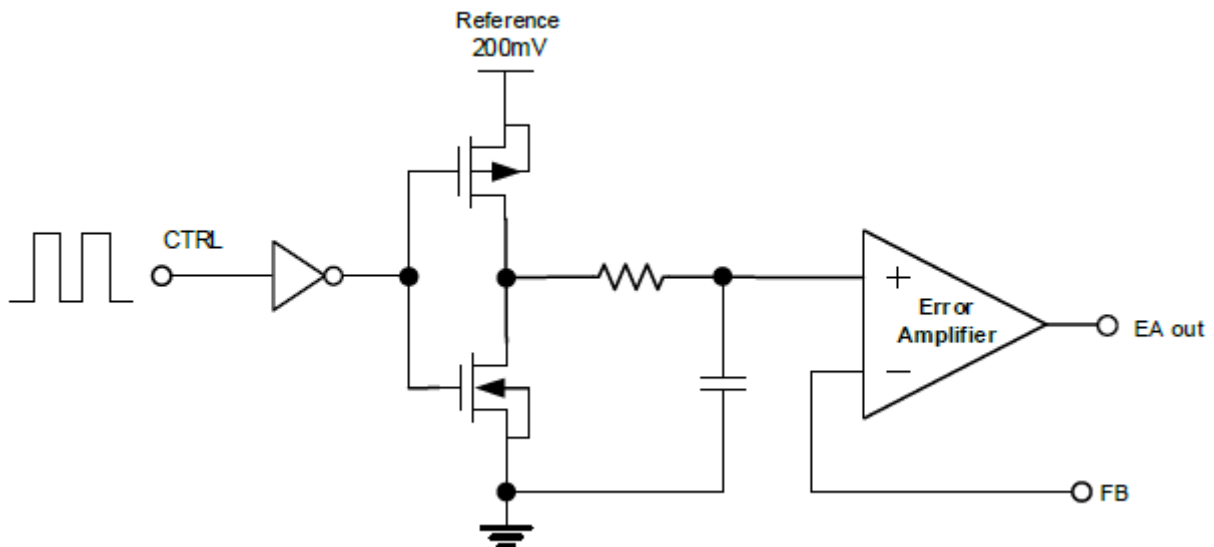 Reference
200mV
CTRL
+
Error
Amplifier
−
EA out
FB